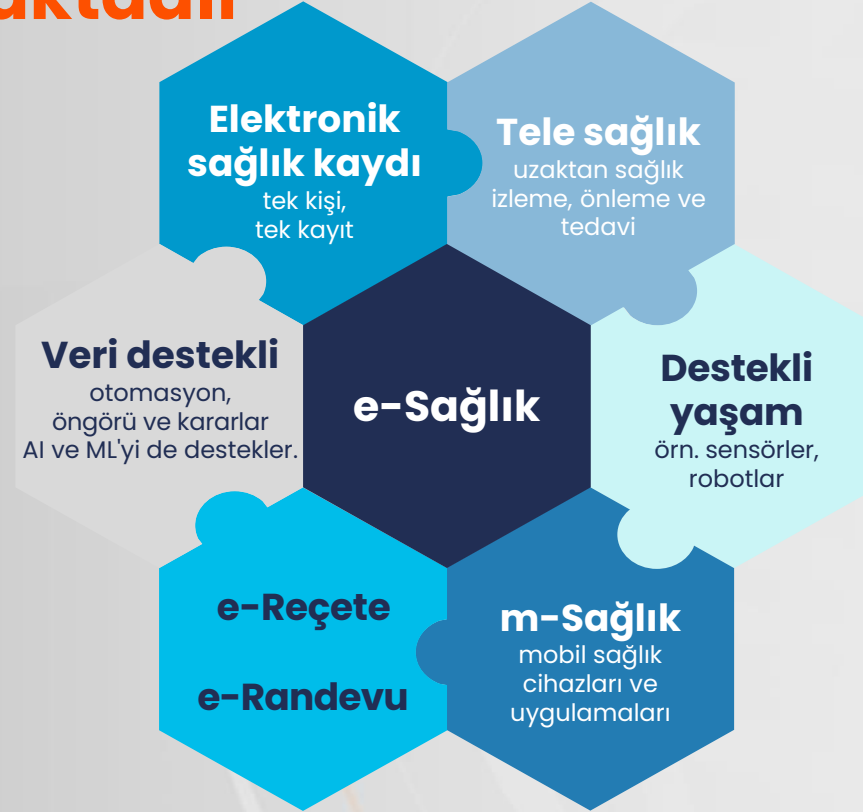 Elektronik
sağlık kaydı
tek kişi,
tek kayıt
Tele sağlık
uzaktan sağlık
izleme, önleme ve
tedavi
Veri destekli
otomasyon,
öngörü ve kararlar
AI ve ML'yi de destekler.
e-Sağlık
Destekli
yaşam
örn. sensörler,
robotlar
e-Reçete
e-Randevu
m-Sağlık
mobil sağlık
cihazları ve
uygulamaları